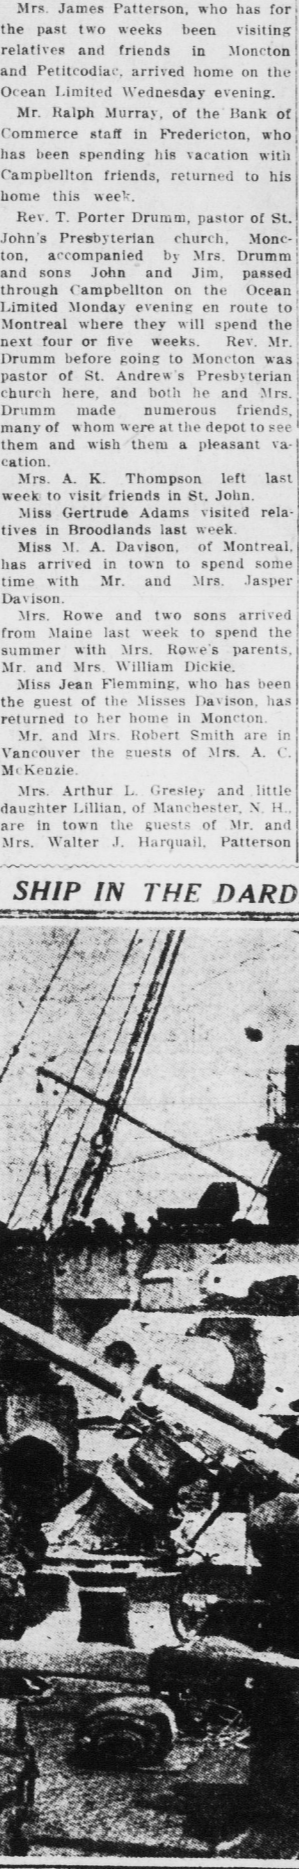 Mrs. James Patterson, who has for
the past two weeks been visiting
relatives and friends in Moncton
and Petitcodiac, arrived home on the
Ocean Limited Wednesday evening.
Mr. Ralph Murray, of the Bank of
Commerce staff in Fredericton, who
has been spending his vacation with
Campbellton friends, returned to his
home this week.
Rev. T. Porter Drumm, pastor of St.
John's Presbyterian church, Monc-
ton, accompanied by Mrs. Drumm
and sons John and Jim, passed
through Campbellton on the Ocean
Limited Monday evening en route to
Montreal where they will spend the
next four or five weeks. Rev. Mr.
Drumm before going to Moncton was
pastor of St. Andrew's Presbyterian
church here, and both he and Mrs.
Drumm made numerous friends,
many of whom were at the depot to see
them and wish them a pleasant va-
cation.
Mrs. A. K. Thompson left last
week to visit friends in St. John.
Miss Gertrude Adams visited rela-
tives in Broodlands last week.
Miss M. A. Davison, of Montreal,
has arrived in town to spend some
time with Mr. and Mrs. Jasper
Davison.
Mrs. Rowe and two sons arrived
from Maine last week to spend the
summer with Mrs. Rowe's parents,
Mr. and Mrs. William Dickie.
Miss Jean Flemming, who has been
the guest of the Misses Davison, has
returned to her home in Moncton.
Mr. and Mrs. Robert Smith are in
Vancouver the guests of Mrs. A. C.
McKenzie.
Mrs. Arthur L. Gresley and little
daughter Lillian, of Manchester, N. H.,
are in town the guests of Mr. and
Mrs. Walter J. Harquail, Patterson
SHIP IN THE DARD